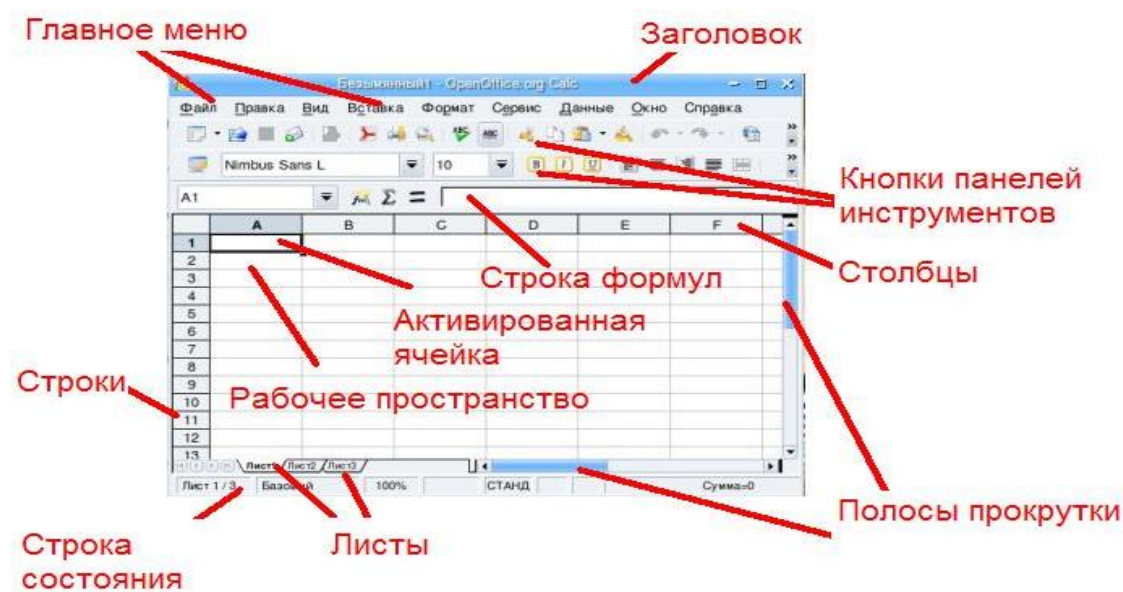 Главное меню
Заголовок
Безымянный1 - OpenOffice.org Calc
Файл Правка Вид Вставка Формат Сервис Данные Окно Справка
Nimbus Sans L 10
Кнопки панелей
инструментов
A1
A B C D E F
Столбцы
1
2
3
Строка формул
4
5
Активированная
6
7
ячейка
8
9
Строки
Рабочее пространство
10
11
12
13
Лист1 Лист2 Лист3
Лист 1 / 3 Базовый 100% СТАНД Сумма=0
Полосы прокрутки
Строка
состояния
Листы